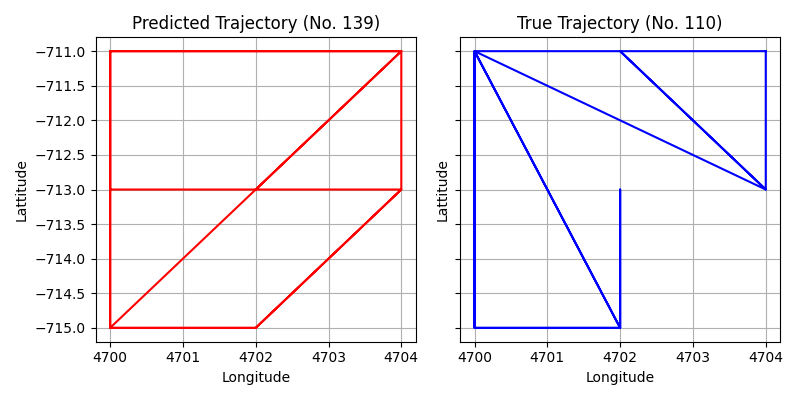 Predicted Trajectory (No. 139)
True Trajectory (No. 110)
−711.0
−711.5
−712.0
−712.5
−713.0
−713.5
−714.0
−714.5
−715.0
Lattitude
Lattitude
4700 4701 4702 4703 4704
4700 4701 4702 4703 4704
Longitude
Longitude